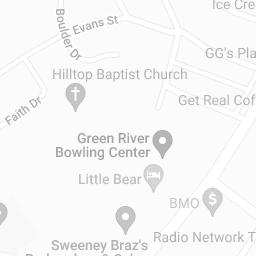 Ice Cre
Boulder Dr
Evans St
GG's Pla
Hilltop Baptist Church
Get Real Cof
Faith Dr
Green River
Bowling Center
Little Bear
BMO
Sweeney Braz's
Radio Network T